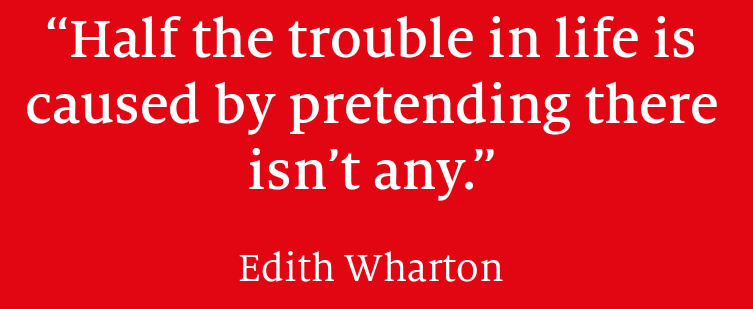 “Half the trouble in life is
caused by pretending there
isn’t any.”
Edith Wharton